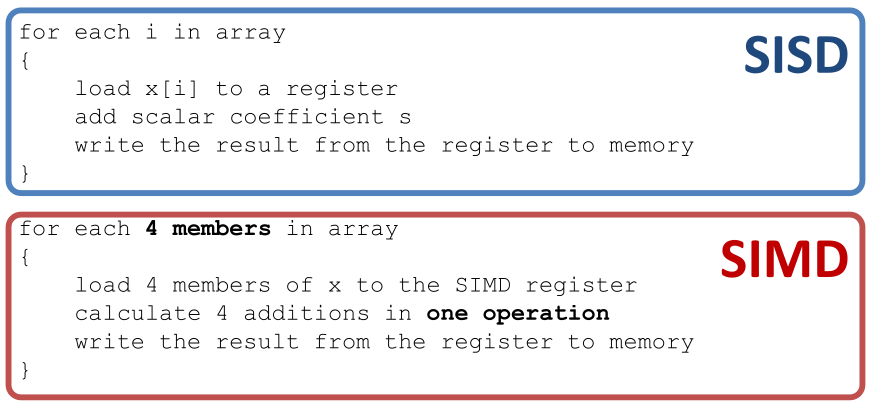 for each i in array
{
load x[i] to a register
add scalar coefficient s
write the result from the register to memory
}
SISD
for each 4 members in array
{
load 4 members of x to the SIMD register
calculate 4 additions in one operation
write the result from the register to memory
}
SIMD